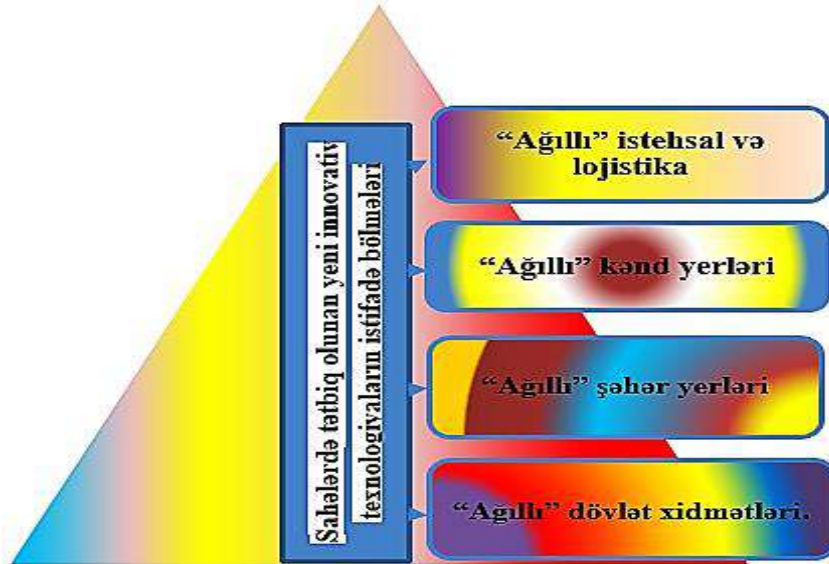 Sahələrdə tətbiq olunan yeni innovativ
texnologiyaların istifadə bölmələri
“Ağıllı” istehsal və
lojistika
“Ağıllı” kənd yerləri
“Ağıllı” şəhər yerləri
“Ağıllı” dövlət xidmətləri.